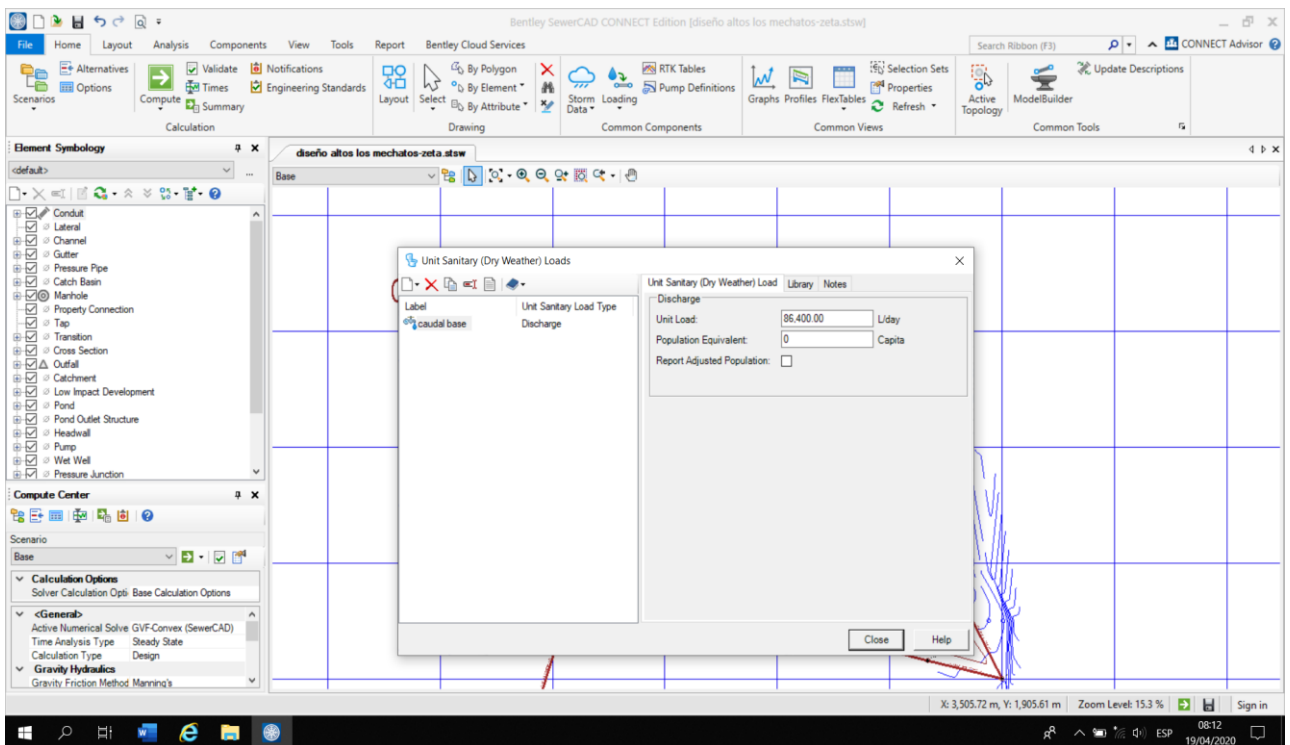 Bentley SewerCAD CONNECT Edition [diseño altos los mechatos-zeta.stsw]
File Home Layout Analysis Components View Tools Report Bentley Cloud Services Search Ribbon (F3) CONNECT Advisor
Scenarios
Alternatives
Options
Compute
Validate
Times
Summary
Notifications
Engineering Standards
Calculation
Layout
Select
By Polygon
By Element
By Attribute
Drawing
Storm Data
Loading
RTK Tables
Pump Definitions
Common Components
Graphs Profiles FlexTables
Selection Sets
Properties
Refresh
Common Views
Active Topology
ModelBuilder
Update Descriptions
Common Tools
Element Symbology
<default>
...
Conduit
Lateral
Channel
Gutter
Pressure Pipe
Catch Basin
Manhole
Property Connection
Tap
Transition
Cross Section
Outfall
Catchment
Low Impact Development
Pond
Pond Outlet Structure
Headwall
Pump
Wet Well
Pressure Junction
Compute Center
Scenario
Base
Calculation Options
Solver Calculation Opti Base Calculation Options
<General>
Active Numerical Solve GVF-Convex (SewerCAD)
Time Analysis Type Steady State
Calculation Type Design
Gravity Hydraulics
Gravity Friction Method Manning's
diseño altos los mechatos-zeta.stsw
Base
Unit Sanitary (Dry Weather) Loads
Label Unit Sanitary Load Type
caudal base Discharge
Unit Sanitary (Dry Weather) Load Library Notes
Discharge
Unit Load: 86,400.00 L/day
Population Equivalent: 0 Capita
Report Adjusted Population:
Close Help
X: 3,505.72 m, Y: 1,905.61 m Zoom Level: 15.3 % Sign in
ESP
08:12
19/04/2020